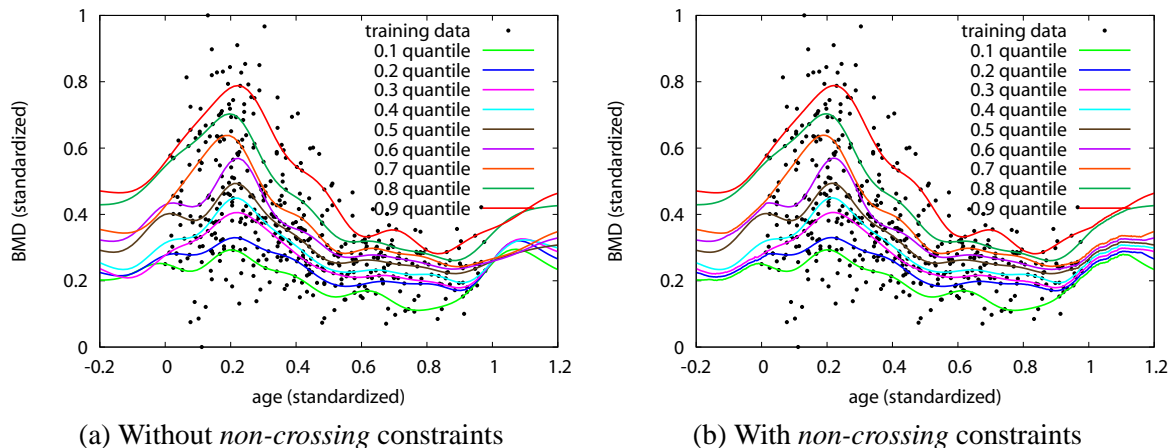 1
0.8
0.6
0.4
0.2
0
BMD (standardized)
-0.2 0 0.2 0.4 0.6 0.8 1 1.2
age (standardized)
training data
0.1 quantile
0.2 quantile
0.3 quantile
0.4 quantile
0.5 quantile
0.6 quantile
0.7 quantile
0.8 quantile
0.9 quantile
(a) Without non-crossing constraints
1
0.8
0.6
0.4
0.2
0
BMD (standardized)
-0.2 0 0.2 0.4 0.6 0.8 1 1.2
age (standardized)
training data
0.1 quantile
0.2 quantile
0.3 quantile
0.4 quantile
0.5 quantile
0.6 quantile
0.7 quantile
0.8 quantile
0.9 quantile
(b) With non-crossing constraints